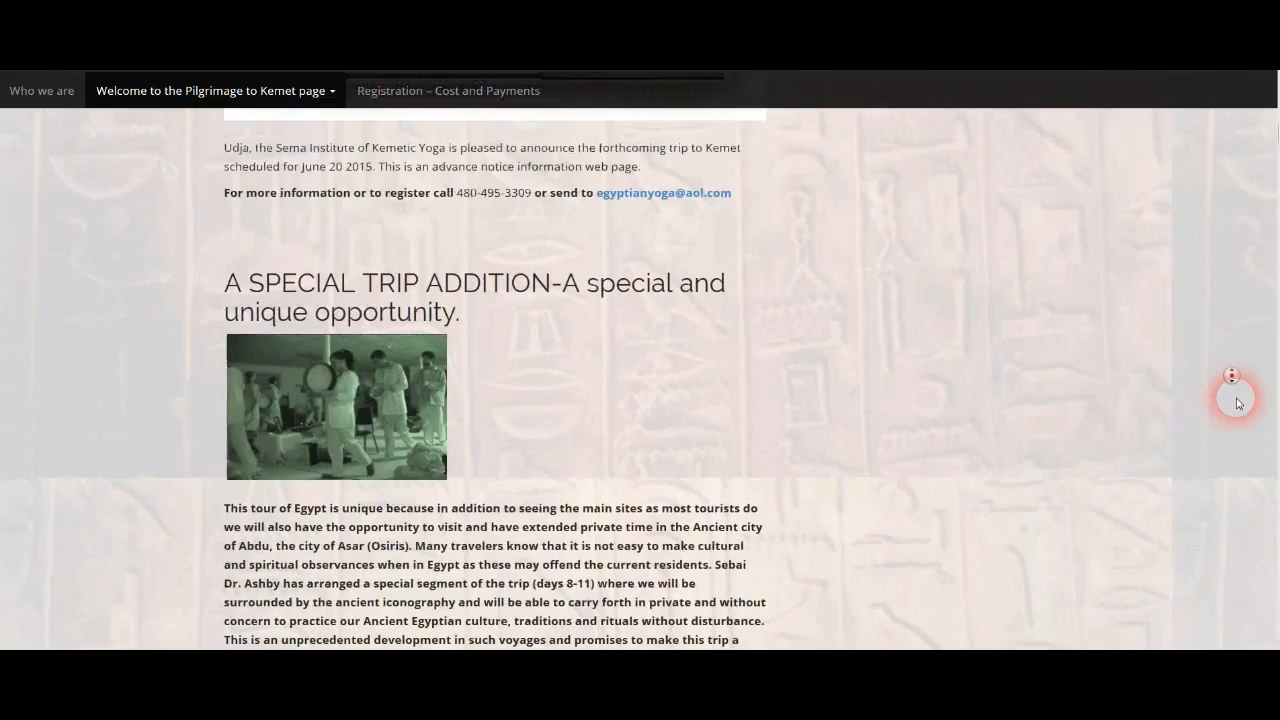 Who we are
Welcome to the Pilgrimage to Kemet page
Registration – Cost and Payments
Udja, the Sema Institute of Kemetic Yoga is pleased to announce the forthcoming trip to Kemet
scheduled for June 20 2015. This is an advance notice information web page.
For more information or to register call 480-495-3309 or send to egyptianyoga@aol.com
A SPECIAL TRIP ADDITION-A special and
unique opportunity.
This tour of Egypt is unique because in addition to seeing the main sites as most tourists do
we will also have the opportunity to visit and have extended private time in the Ancient city
of Abdu, the city of Asar (Osiris). Many travelers know that it is not easy to make cultural
and spiritual observances when in Egypt as these may offend the current residents. Sebai
Dr. Ashby has arranged a special segment of the trip (days 8-11) where we will be
surrounded by the ancient iconography and will be able to carry forth in private and without
concern to practice our Ancient Egyptian culture, traditions and rituals without disturbance.
This is an unprecedented development in such voyages and promises to make this trip a